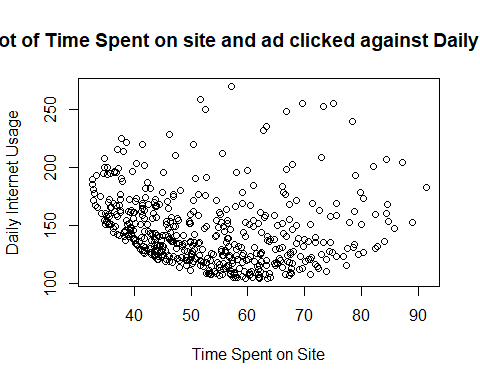 ot of Time Spent on site and ad clicked against Daily
Daily Internet Usage
250
200
150
100
40 50 60 70 80 90
Time Spent on Site